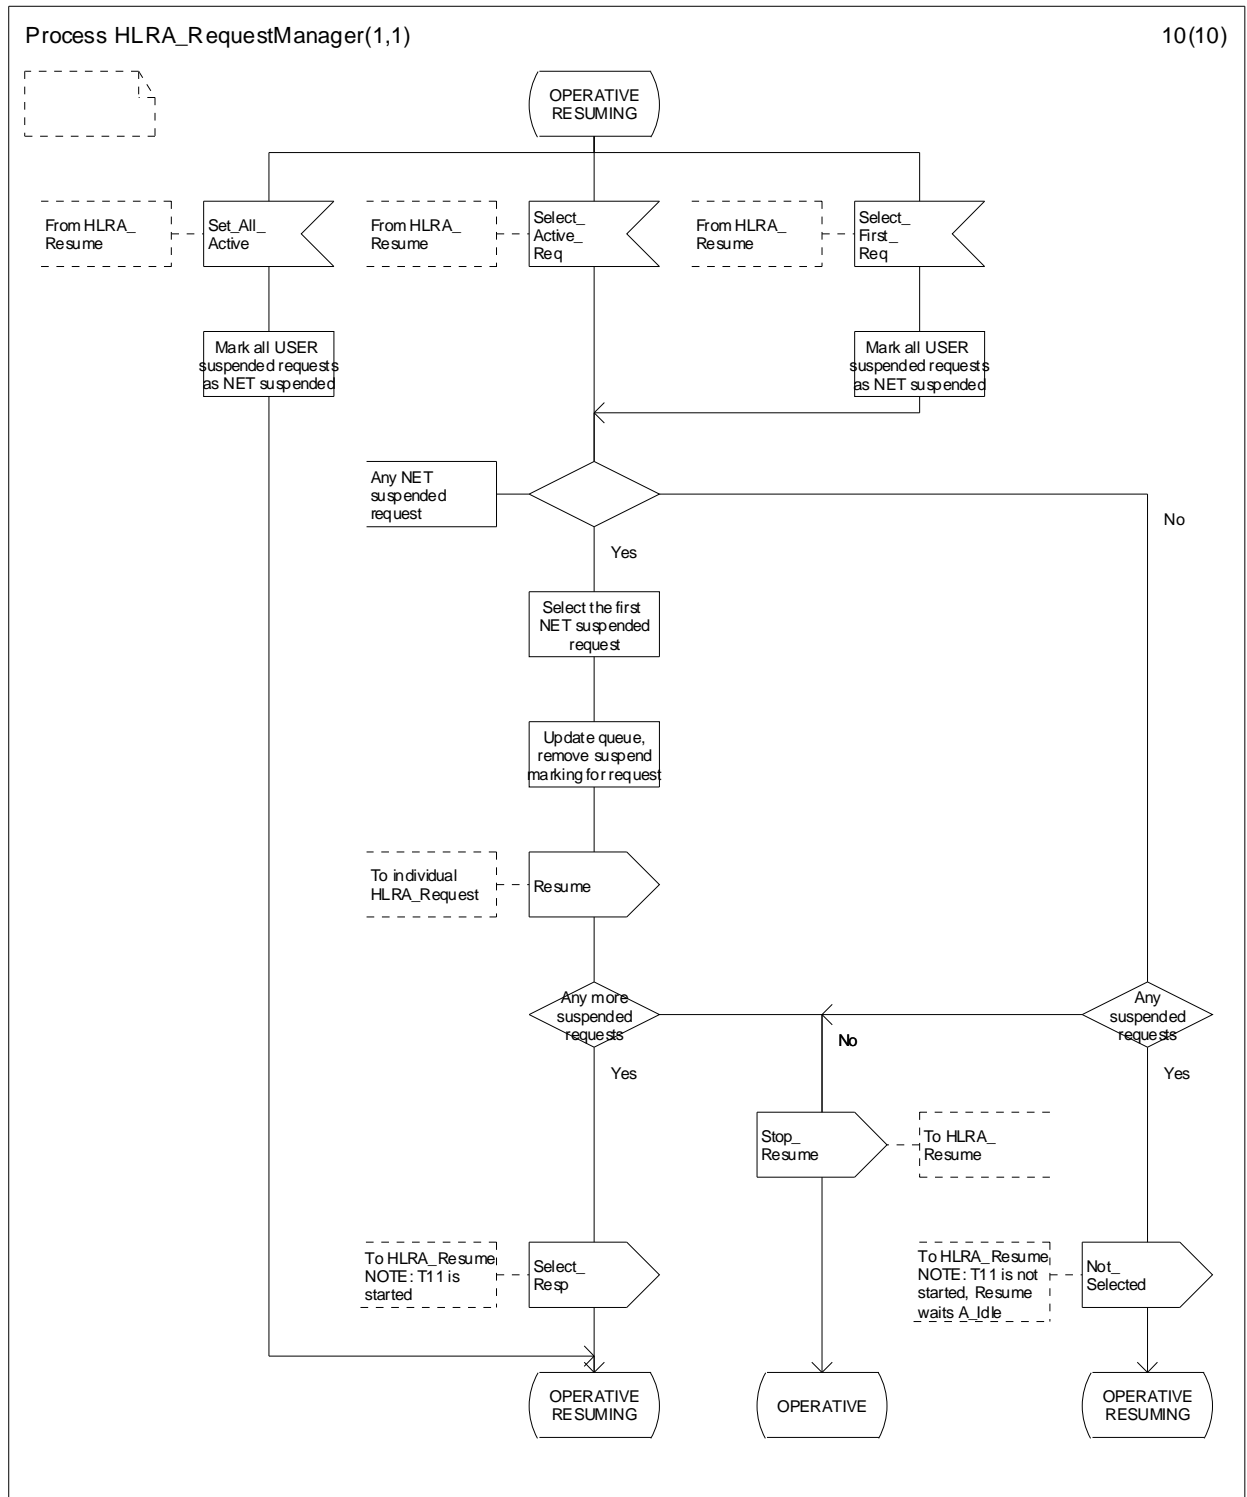 Process HLRA_RequestManager(1,1)
10(10)
OPERATIVE
RESUMING
From HLRA_
Resume
Set_All_
Active
From HLRA_
Resume
Select_
Active_
Req
From HLRA_
Resume
Select_
First_
Req
Mark all USER
suspended requests
as NET suspended
Mark all USER
suspended requests
as NET suspended
Any NET
suspended
request
No
Yes
Select the first
NET suspended
request
Update queue,
remove suspend
marking for request
To individual
HLRA_Request
Resume
Any more
suspended
requests
Any
suspended
requests
No
Yes
Yes
Stop_
Resume
To HLRA_
Resume
To HLRA_Resume
NOTE: T11 is
started
Select_
Resp
To HLRA_Resume
NOTE: T11 is not
started, Resume
waits A_Idle
Not_
Selected
OPERATIVE
RESUMING
OPERATIVE
OPERATIVE
RESUMING